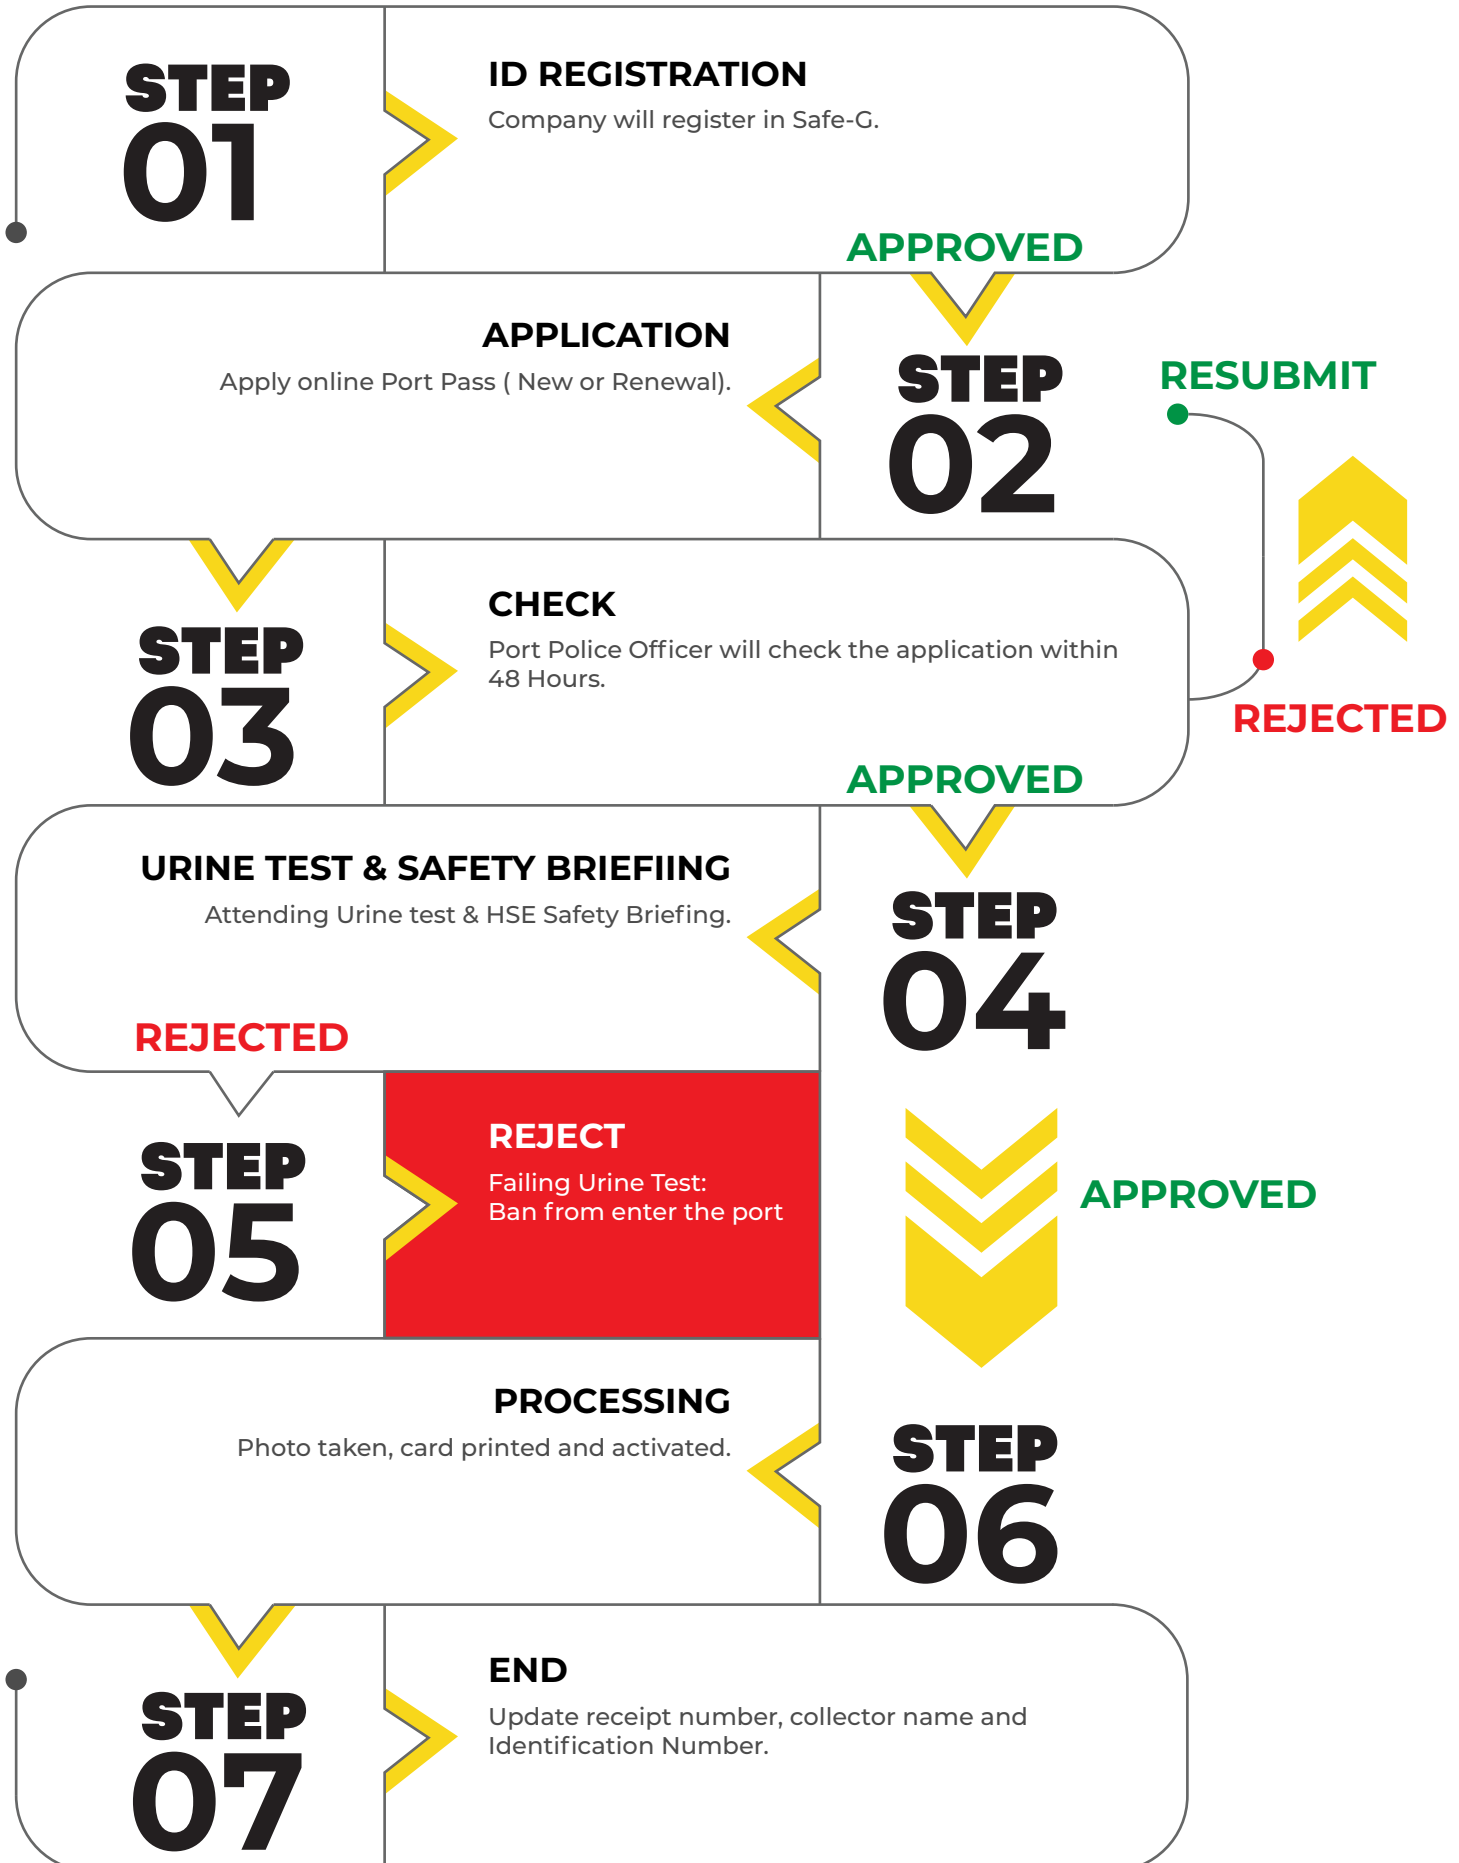 STEP
01
ID REGISTRATION
Company will register in Safe-G.
APPROVED
STEP
02
APPLICATION
Apply online Port Pass ( New or Renewal).
RESUBMIT
STEP
03
CHECK
Port Police Officer will check the application within
48 Hours.
REJECTED
APPROVED
STEP
04
URINE TEST & SAFETY BRIEFIING
Attending Urine test & HSE Safety Briefing.
REJECTED
STEP
05
REJECT
Failing Urine Test:
Ban from enter the port
APPROVED
STEP
06
PROCESSING
Photo taken, card printed and activated.
STEP
07
END
Update receipt number, collector name and
Identification Number.